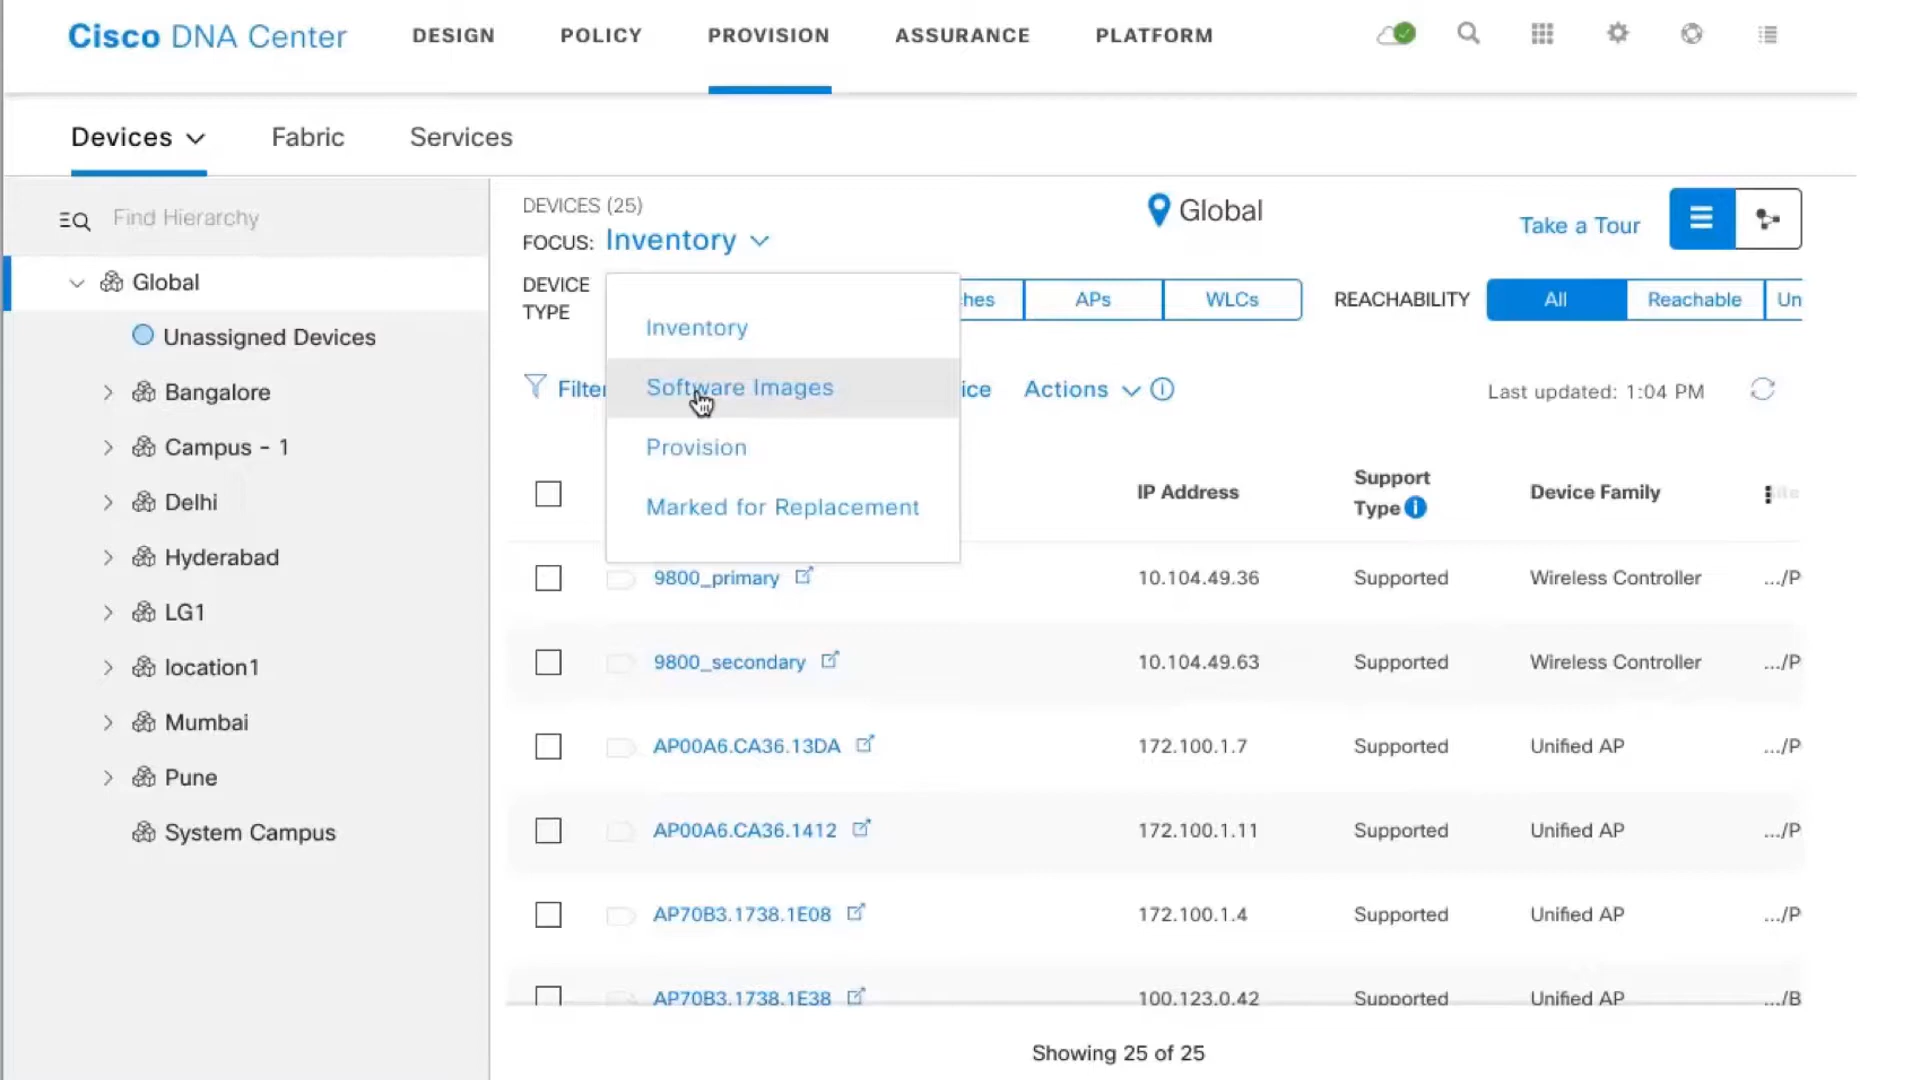 Cisco DNA Center DESIGN POLICY PROVISION ASSURANCE PLATFORM
Devices Fabric Services
Find Hierarchy
Global
Unassigned Devices
Bangalore
Campus - 1
Delhi
Hyderabad
LG1
location1
Mumbai
Pune
System Campus
DEVICES (25)
Global
Take a Tour
FOCUS: Inventory
DEVICE
TYPE
Inventory
Software Images
Provision
Marked for Replacement
hes APs WLCs REACHABILITY All Reachable Un
Filter ice Actions Last updated: 1:04 PM
IP Address Support
Type Device Family
9800_primary 10.104.49.36 Supported Wireless Controller .../P
9800_secondary 10.104.49.63 Supported Wireless Controller .../P
AP00A6.CA36.13DA 172.100.1.7 Supported Unified AP .../P
AP00A6.CA36.1412 172.100.1.11 Supported Unified AP .../P
AP70B3.1738.1E08 172.100.1.4 Supported Unified AP .../P
AP70B3.1738.1E38 100.123.0.42 Supported Unified AP .../B
Showing 25 of 25